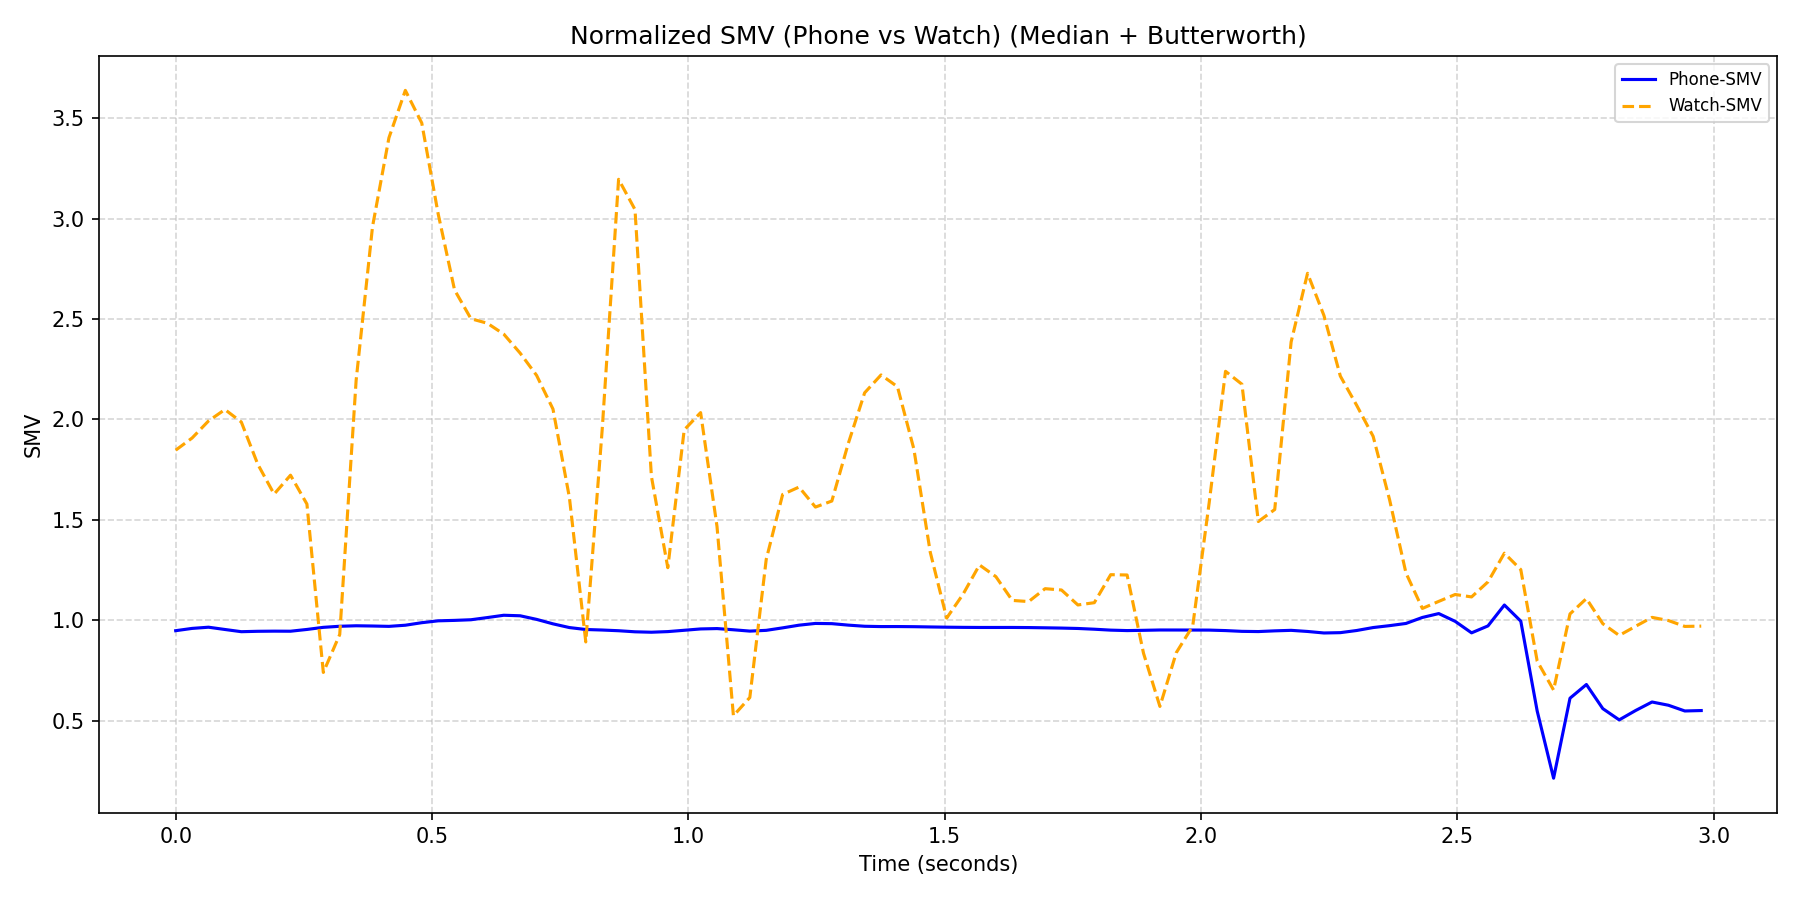 Normalized SMV (Phone vs Watch) (Median + Butterworth)
Phone-SMV
Watch-SMV
3.5
3.0
2.5
2.0
1.5
1.0
0.5
SMV
0.0 0.5 1.0 1.5 2.0 2.5 3.0
Time (seconds)